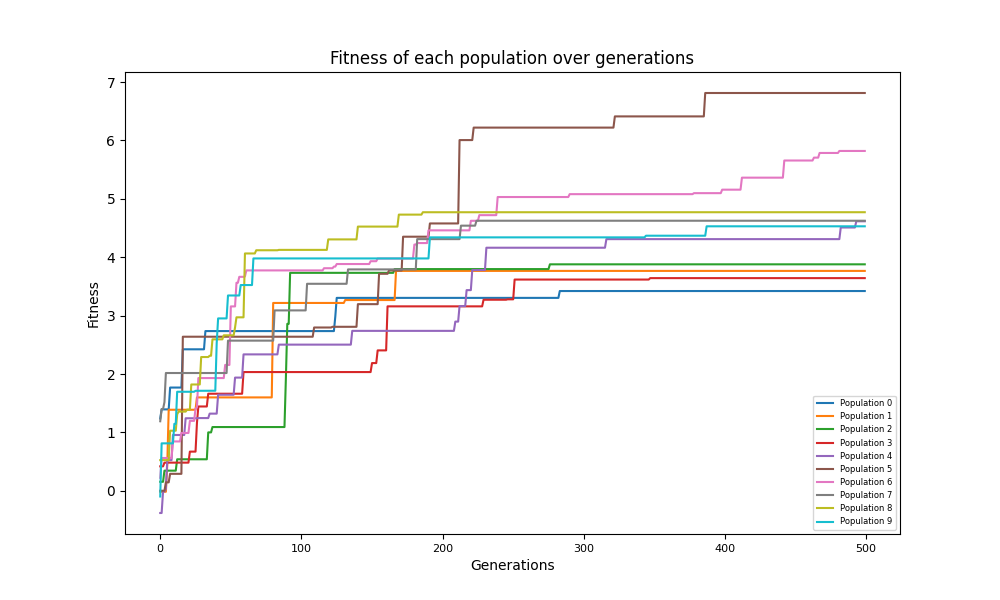 Fitness of each population over generations
7
6
5
4
3
2
1
0
Fitness
0 100 200 300 400 500
Generations
Population 0
Population 1
Population 2
Population 3
Population 4
Population 5
Population 6
Population 7
Population 8
Population 9